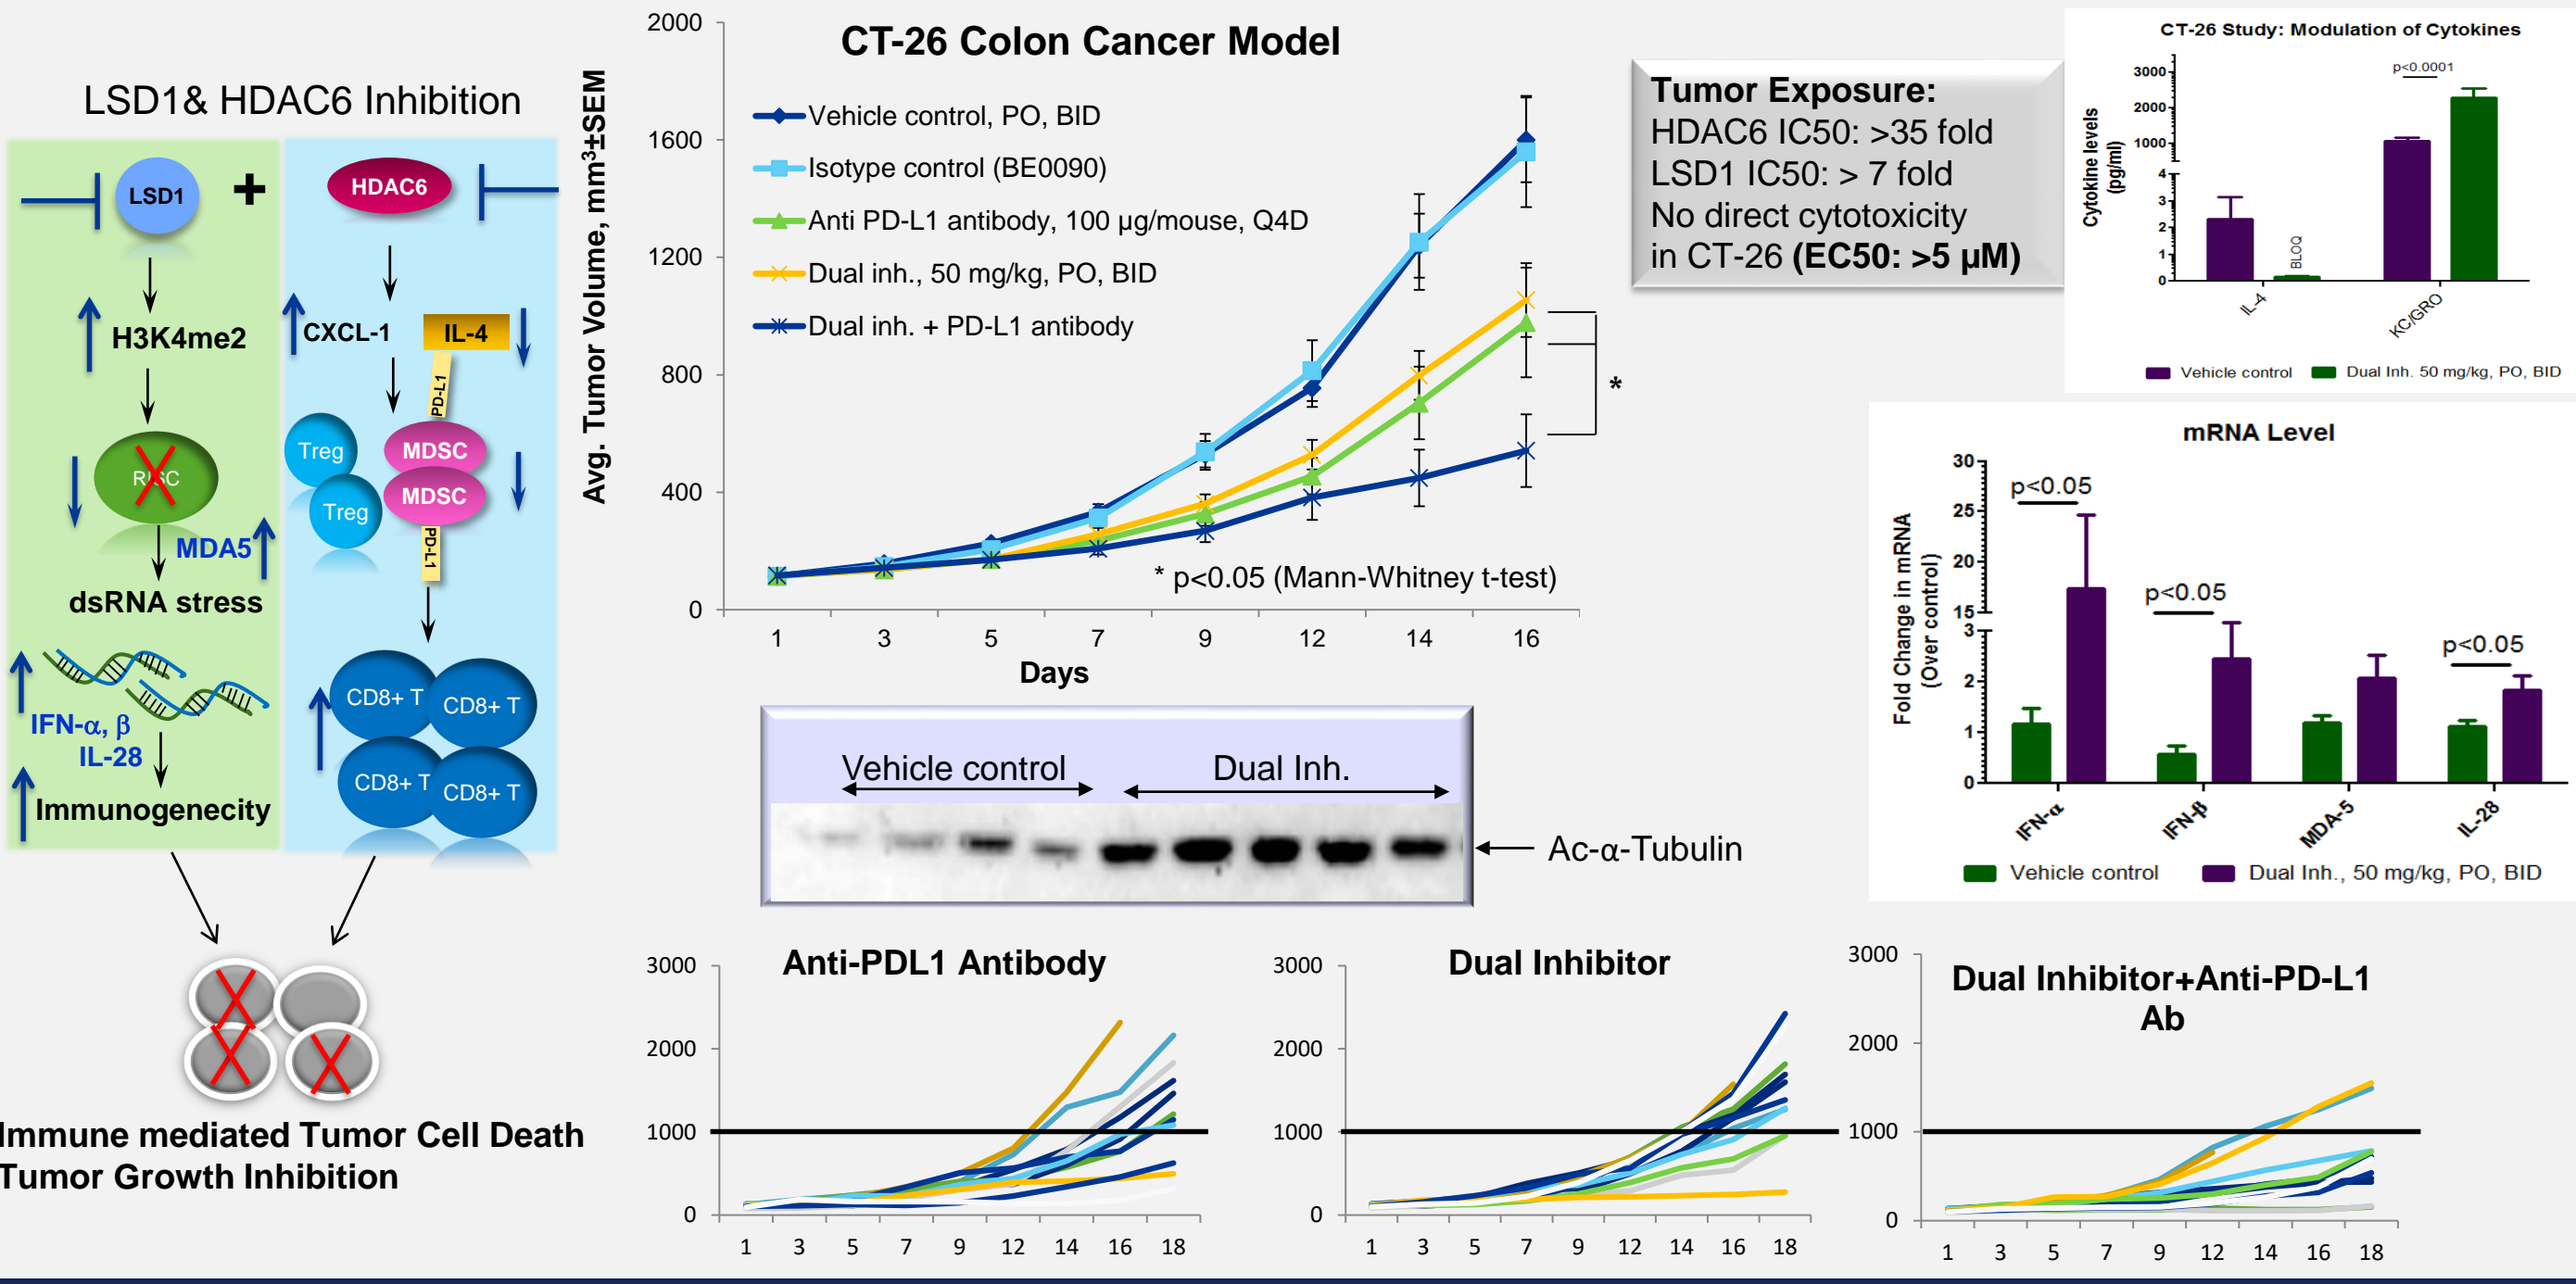 LSD1& HDAC6 Inhibition
LSD1
+
HDAC6
H3K4me2
CXCL-1
IL-4
PD-L1
RISC
Treg
Treg
MDSC
MDSC
MDA5
PD-L1
dsRNA stress
IFN-α, β
IL-28
Immunogenecity
CD8+ T
CD8+ T
CD8+ T
CD8+ T
Immune mediated Tumor Cell Death
Tumor Growth Inhibition
CT-26 Colon Cancer Model
Avg. Tumor Volume, mm³±SEM
2000
1600
1200
800
400
0
Vehicle control, PO, BID
Isotype control (BE0090)
Anti PD-L1 antibody, 100 µg/mouse, Q4D
Dual inh., 50 mg/kg, PO, BID
Dual inh. + PD-L1 antibody
*
* p<0.05 (Mann-Whitney t-test)
1 3 5 7 9 12 14 16
Days
Tumor Exposure:
HDAC6 IC50: >35 fold
LSD1 IC50: > 7 fold
No direct cytotoxicity
in CT-26 (EC50: >5 µM)
CT-26 Study: Modulation of Cytokines
Cytokine levels
(pg/ml)
3000
2000
1000
4
3
2
1
0
p<0.0001
BLOQ
IL-4
KC/GRO
Vehicle control Dual Inh. 50 mg/kg, PO, BID
mRNA Level
Fold Change in mRNA
(Over control)
30
25
20
15
3
2
1
0
p<0.05
p<0.05
p<0.05
IFN-α
IFN-β
MDA-5
IL-28
Vehicle control Dual Inh., 50 mg/kg, PO, BID
Vehicle control Dual Inh.
Ac-α-Tubulin
Anti-PDL1 Antibody
3000
2000
1000
0
1 3 5 7 9 12 14 16 18
Dual Inhibitor
3000
2000
1000
0
1 3 5 7 9 12 14 16 18
Dual Inhibitor+Anti-PD-L1
Ab
3000
2000
1000
0
1 3 5 7 9 12 14 16 18